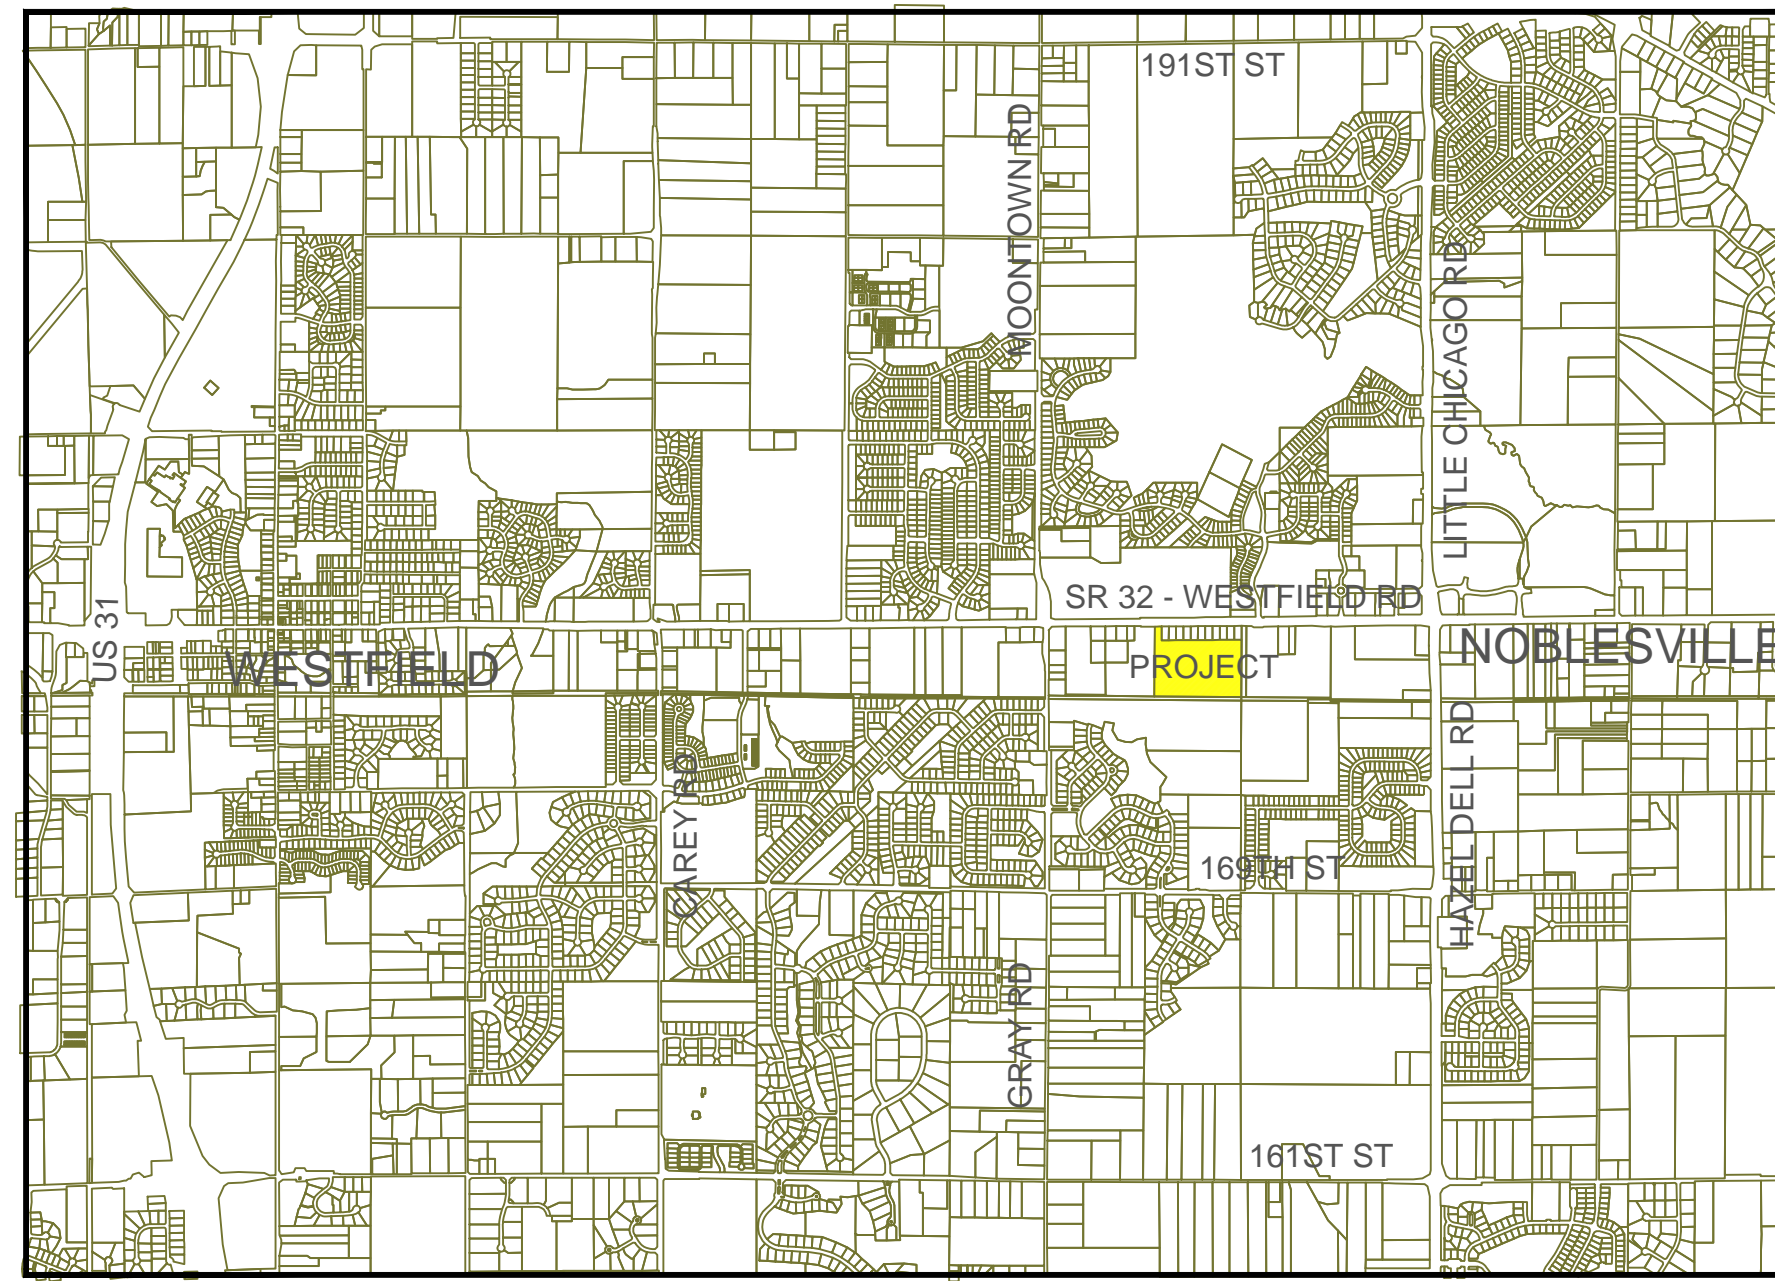 191ST ST
MOONTOWN RD
LITTLE CHICAGO RD
SR 32 - WESTFIELD RD
US 31
WESTFIELD
PROJECT
NOBLESVILLE
CAREY RD
HAZEL DELL RD
169TH ST
GRAY RD
161ST ST